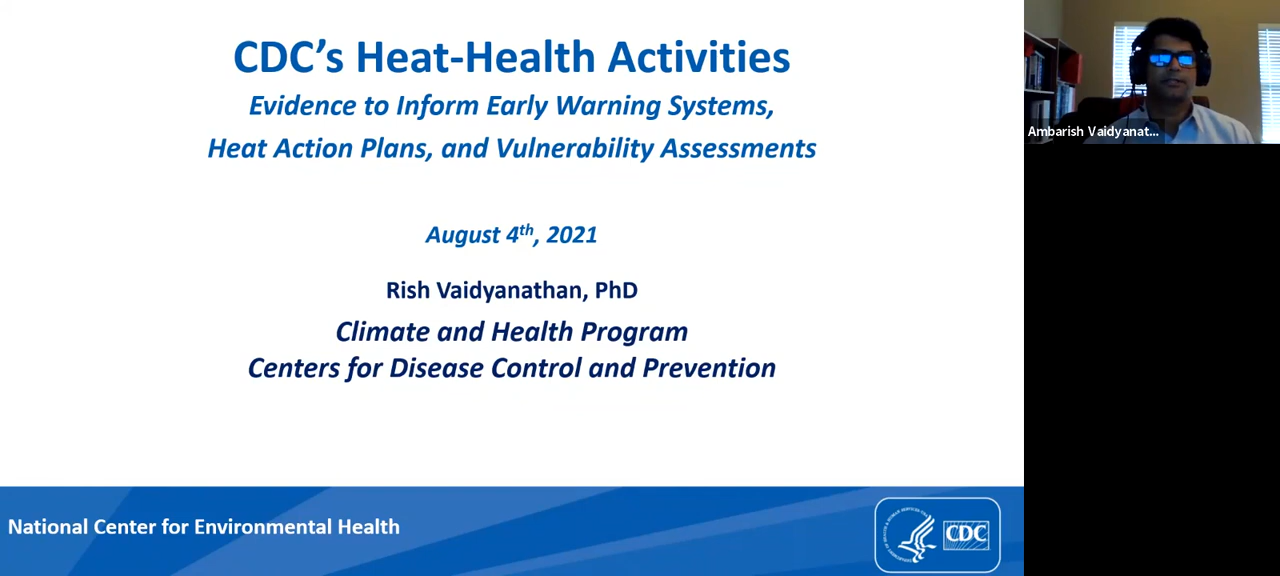 CDC’s Heat-Health Activities
Evidence to Inform Early Warning Systems,
Heat Action Plans, and Vulnerability Assessments
August 4th, 2021
Rish Vaidyanathan, PhD
Climate and Health Program
Centers for Disease Control and Prevention
National Center for Environmental Health
CDC
Ambarish Vaidyanat...